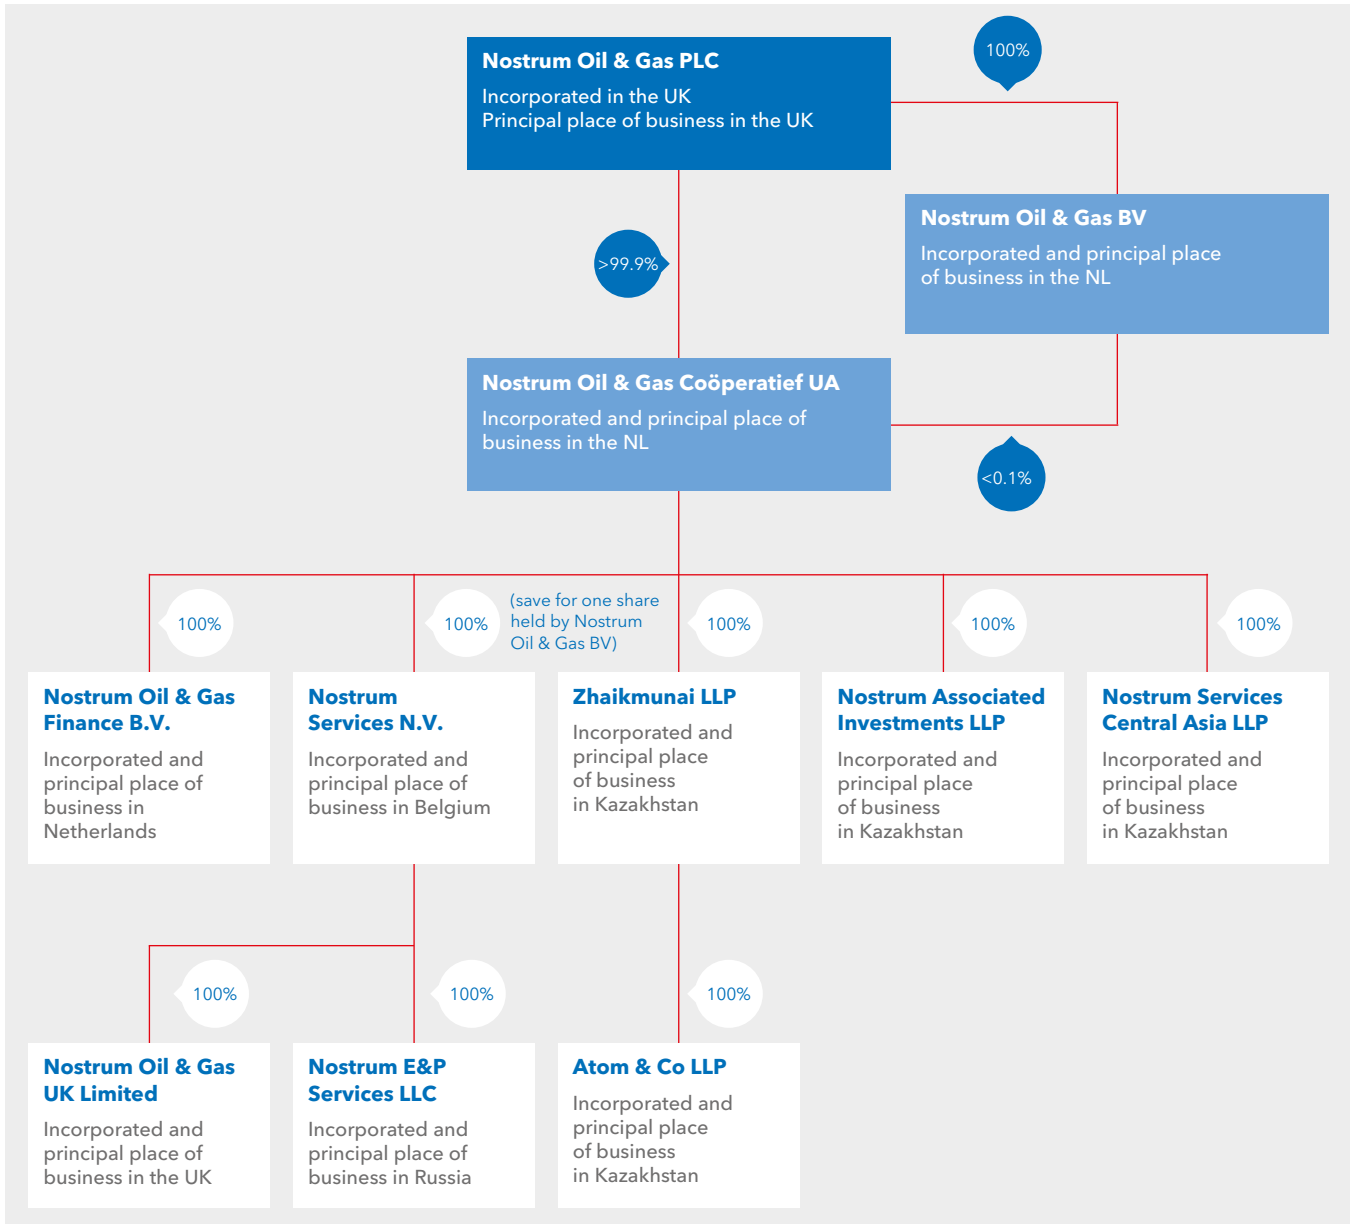 Nostrum Oil & Gas PLC
Incorporated in the UK
Principal place of business in the UK
100%
Nostrum Oil & Gas BV
Incorporated and principal place
of business in the NL
>99.9%
Nostrum Oil & Gas Coöperatief UA
Incorporated and principal place of
business in the NL
<0.1%
100%
100%
(save for one share
held by Nostrum
Oil & Gas BV)
100%
100%
100%
Nostrum Oil & Gas
Finance B.V.
Incorporated and
principal place of
business in
Netherlands
Nostrum
Services N.V.
Incorporated and
principal place of
business in Belgium
Zhaikmunai LLP
Incorporated and
principal place
of business
in Kazakhstan
Nostrum Associated
Investments LLP
Incorporated and
principal place
of business
in Kazakhstan
Nostrum Services
Central Asia LLP
Incorporated and
principal place
of business
in Kazakhstan
100%
100%
100%
Nostrum Oil & Gas
UK Limited
Incorporated and
principal place of
business in the UK
Nostrum E&P
Services LLC
Incorporated and
principal place of
business in Russia
Atom & Co LLP
Incorporated and
principal place
of business
in Kazakhstan